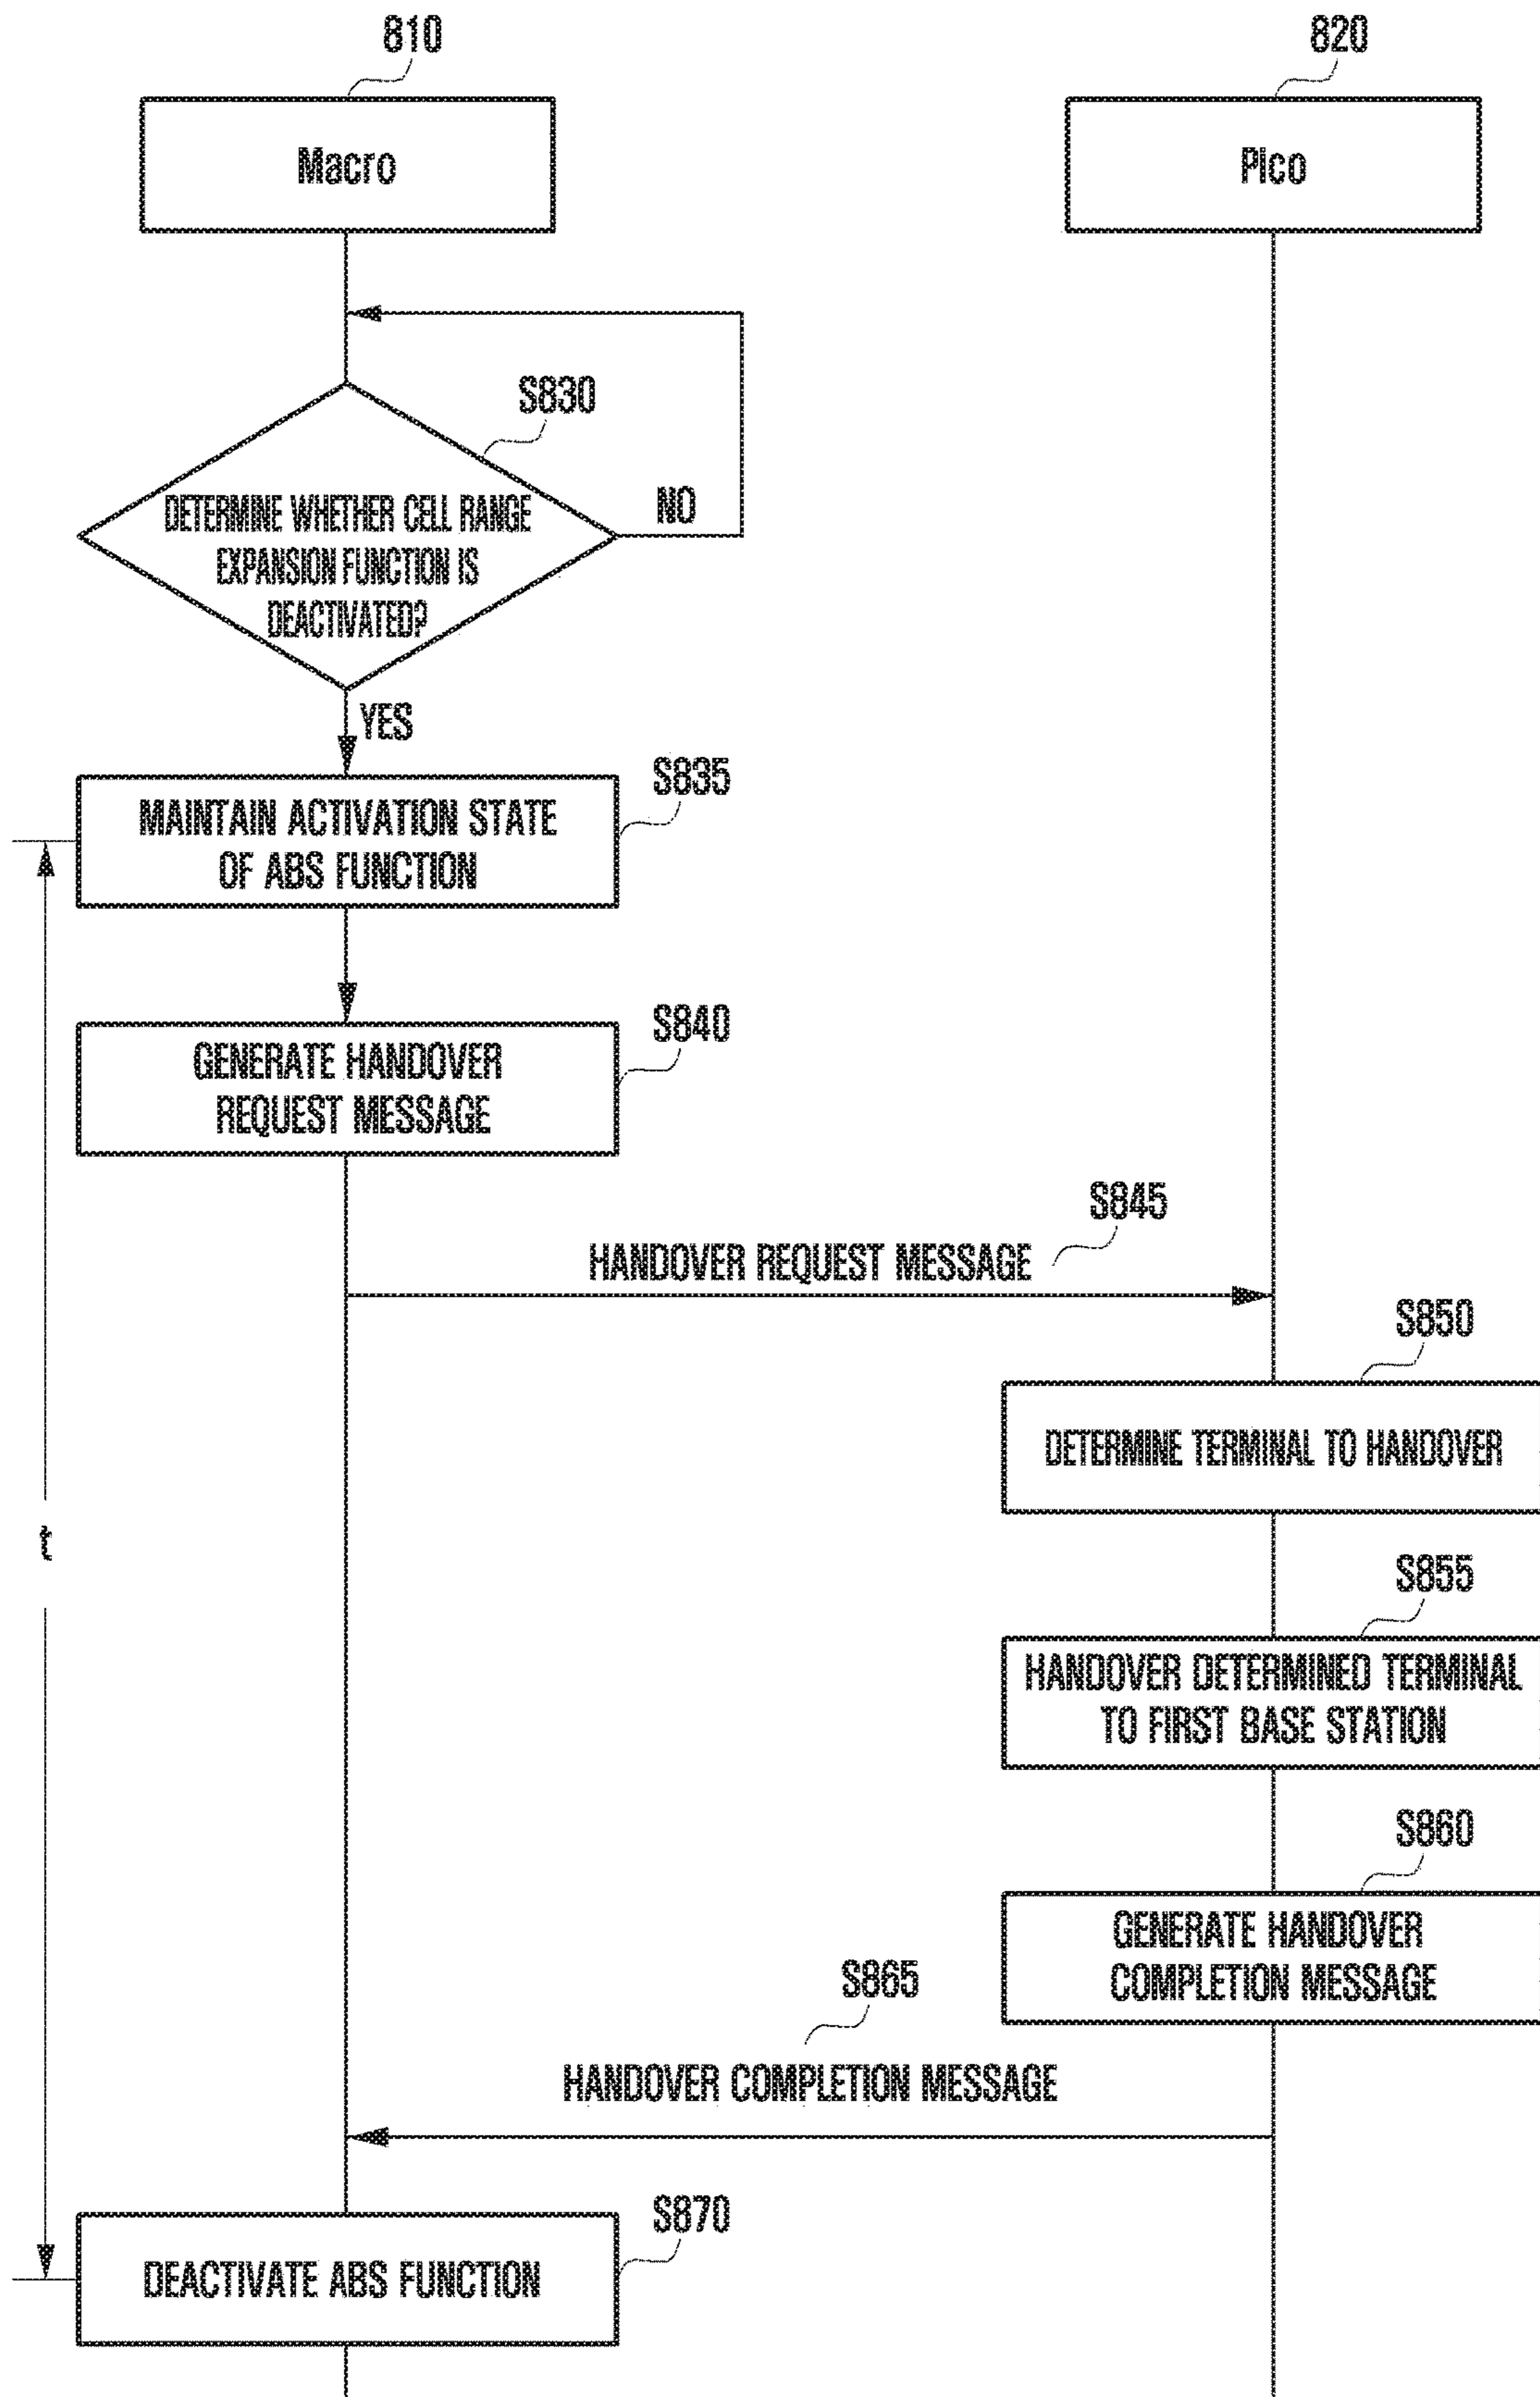 810
820
Macro
Pico
S830
DETERMINE WHETHER CELL RANGE
EXPANSION FUNCTION IS
DEACTIVATED?
NO
YES
S835
MAINTAIN ACTIVATION STATE
OF ABS FUNCTION
S840
GENERATE HANDOVER
REQUEST MESSAGE
S845
HANDOVER REQUEST MESSAGE
S850
DETERMINE TERMINAL TO HANDOVER
t
S855
HANDOVER DETERMINED TERMINAL
TO FIRST BASE STATION
S860
GENERATE HANDOVER
COMPLETION MESSAGE
S865
HANDOVER COMPLETION MESSAGE
S870
DEACTIVATE ABS FUNCTION